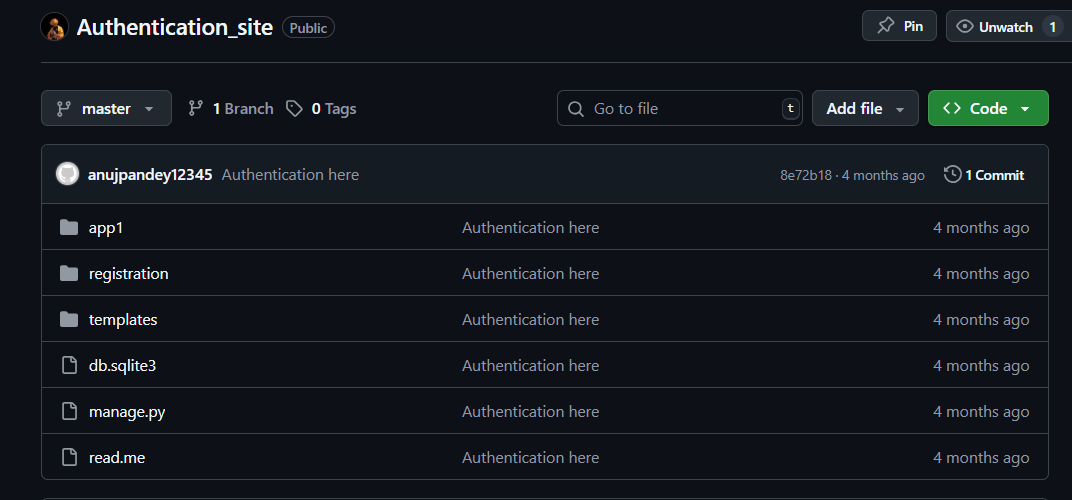 Authentication_site Public Pin Unwatch 1
master 1 Branch 0 Tags Go to file t Add file Code
anujpandey12345 Authentication here 8e72b18 · 4 months ago 1 Commit
app1 Authentication here 4 months ago
registration Authentication here 4 months ago
templates Authentication here 4 months ago
db.sqlite3 Authentication here 4 months ago
manage.py Authentication here 4 months ago
read.me Authentication here 4 months ago